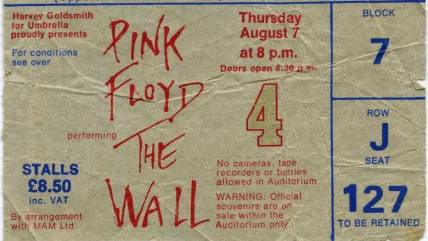 Harvey Goldsmith
for Umbrella
proudly presents
For conditions
see over
PINK
FLOYD
performing
THE
WALL
STALLS
£8.50
inc. VAT
By arrangement
with MAM Ltd.
Thursday
August 7
at 8 p.m.
Doors open 6:30 p.m.
4
No cameras, tape
recorders or bottles
allowed in Auditorium
WARNING: Official
souvenirs are on
sale within the
Auditorium only
BLOCK
7
ROW
J
SEAT
127
TO BE RETAINED